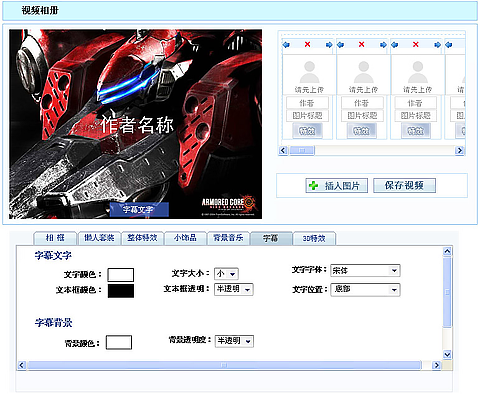 视频相册
作者名称
字幕文字
ARMORED CORE
请先上传 请先上传 请先上传 请先
作者 作者 作者 作
图片标题 图片标题 图片标题 图片
特效 特效 特效 特
插入图片 保存视频
相 框 懒人套装 整体特效 小饰品 背景音乐 字幕 3D特效
字幕文字
文字颜色： 文字大小： 小 文字字体： 宋体
文本框颜色： 文本框透明： 半透明 文字位置： 底部
字幕背景
背景颜色： 背景透明度： 半透明